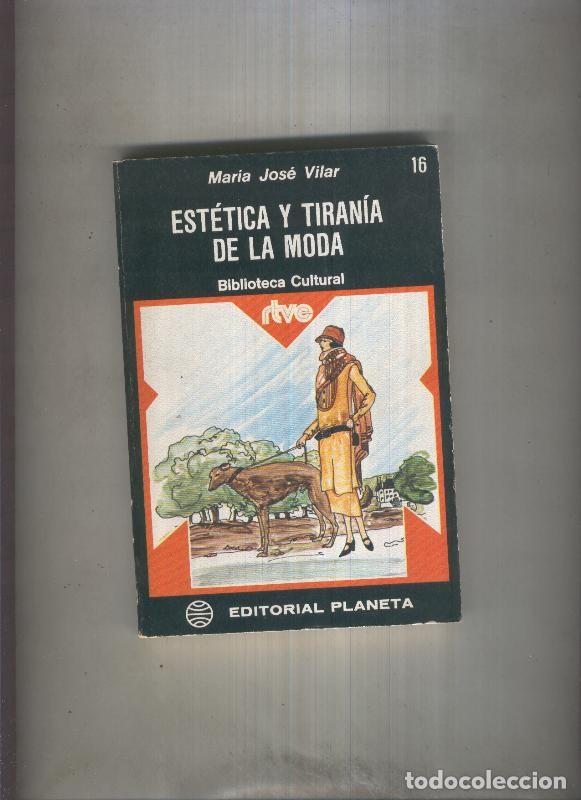 María José Vilar
16
ESTÉTICA Y TIRANÍA
DE LA MODA
Biblioteca Cultural
rtve
EDITORIAL PLANETA
todocoleccion